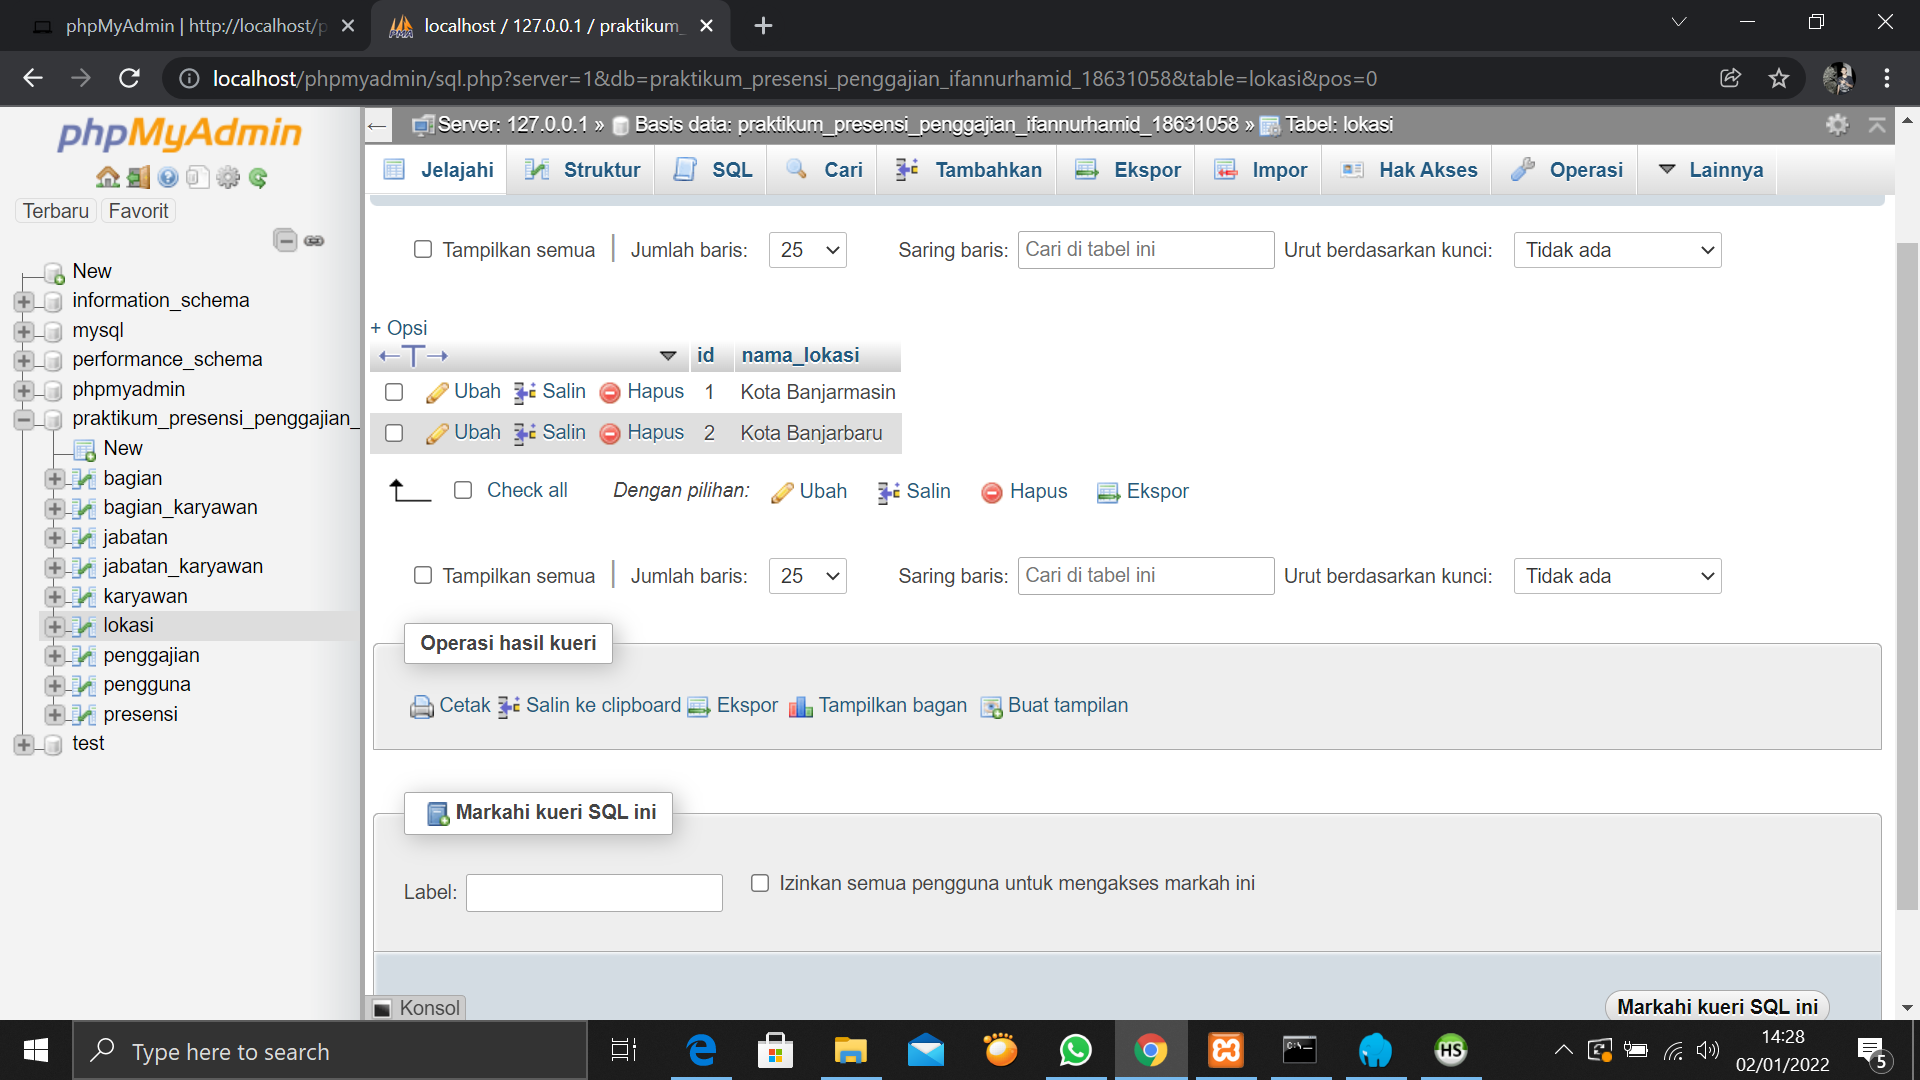 phpMyAdmin | http://localhost/p
localhost / 127.0.0.1 / praktikum_
localhost/phpmyadmin/sql.php?server=1&db=praktikum_presensi_penggajian_ifannurhamid_18631058&table=lokasi&pos=0
phpMyAdmin
Terbaru Favorit
New
information_schema
mysql
performance_schema
phpmyadmin
praktikum_presensi_penggajian_
New
bagian
bagian_karyawan
jabatan
jabatan_karyawan
karyawan
lokasi
penggajian
pengguna
presensi
test
Server: 127.0.0.1 » Basis data: praktikum_presensi_penggajian_ifannurhamid_18631058 » Tabel: lokasi
Jelajahi Struktur SQL Cari Tambahkan Ekspor Impor Hak Akses Operasi Lainnya
Tampilkan semua Jumlah baris: 25 Saring baris: Cari di tabel ini Urut berdasarkan kunci: Tidak ada
+ Opsi
←T→ id nama_lokasi
Ubah Salin Hapus 1 Kota Banjarmasin
Ubah Salin Hapus 2 Kota Banjarbaru
Check all Dengan pilihan: Ubah Salin Hapus Ekspor
Tampilkan semua Jumlah baris: 25 Saring baris: Cari di tabel ini Urut berdasarkan kunci: Tidak ada
Operasi hasil kueri
Cetak Salin ke clipboard Ekspor Tampilkan bagan Buat tampilan
Markahi kueri SQL ini
Label: Izinkan semua pengguna untuk mengakses markah ini
Konsol
Markahi kueri SQL ini
Type here to search
HS
14:28
02/01/2022
5